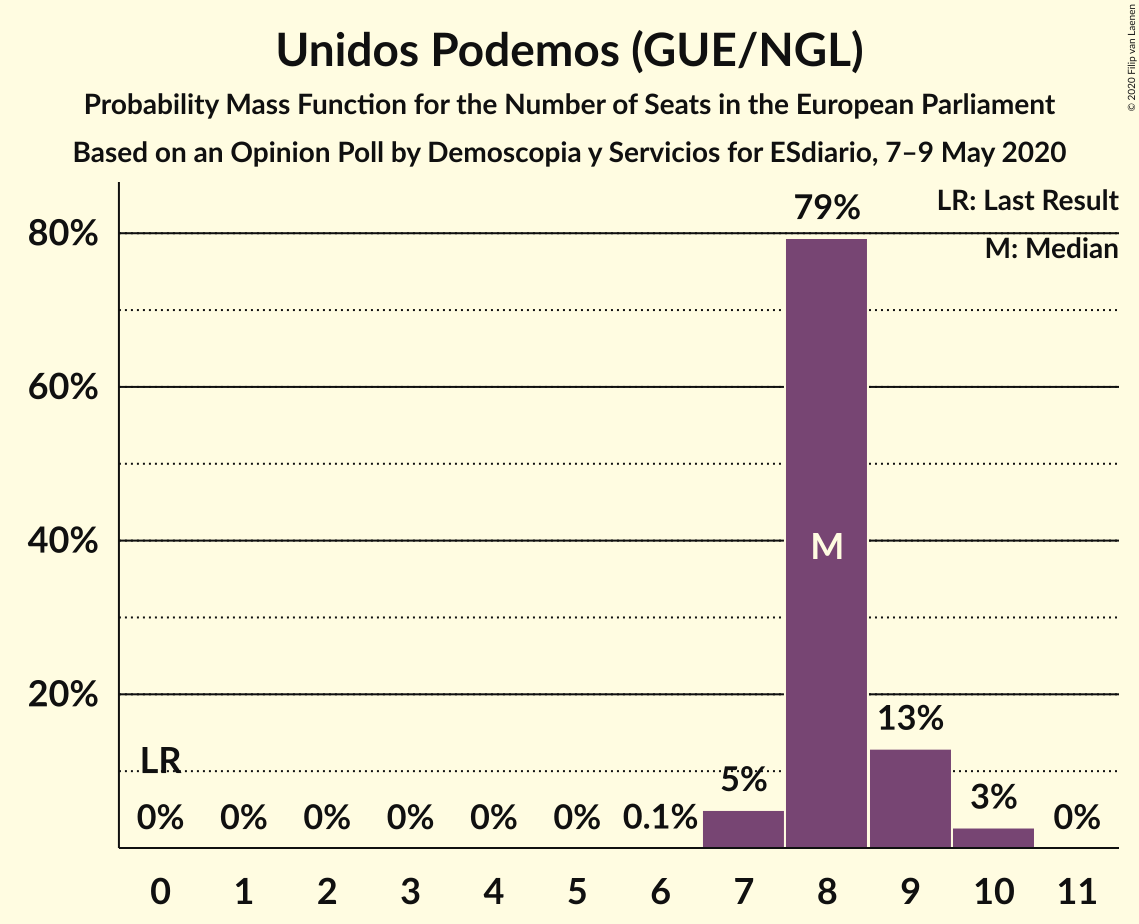 Unidos Podemos (GUE/NGL)
Probability Mass Function for the Number of Seats in the European Parliament
Based on an Opinion Poll by Demoscopia y Servicios for ESdiario, 7–9 May 2020
© 2020 Filip van Laenen
LR: Last Result
M: Median
79%
80%
60%
40%
M
20%
13%
LR
5%
3%
0% 0% 0% 0% 0% 0% 0.1% 0%
0 1 2 3 4 5 6 7 8 9 10 11